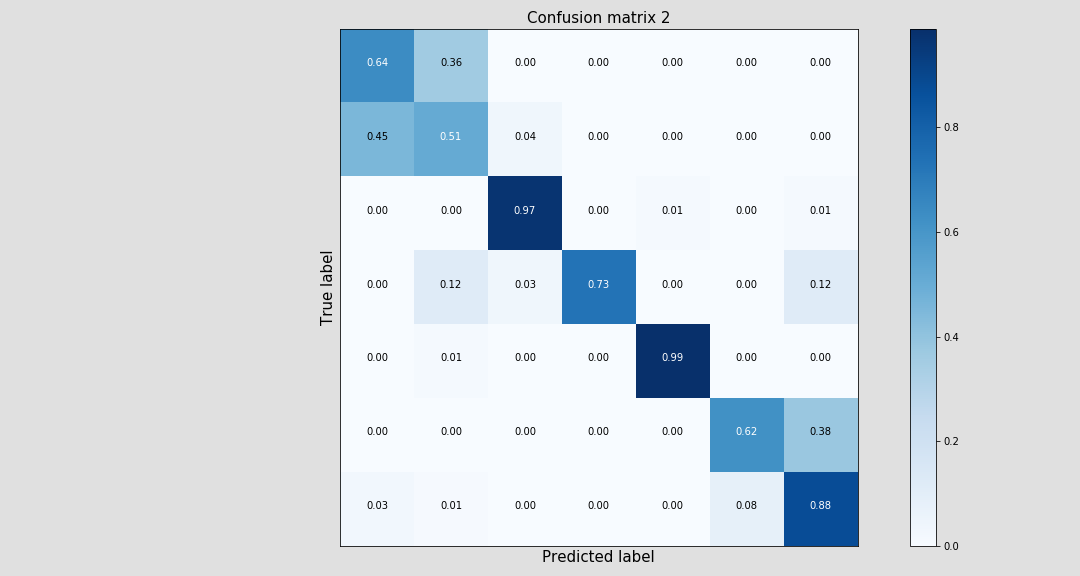 Confusion matrix 2
0.64 0.36 0.00 0.00 0.00 0.00 0.00
0.8
0.45 0.51 0.04 0.00 0.00 0.00 0.00
0.00 0.00 0.97 0.00 0.01 0.00 0.01
0.6
True label
0.00 0.12 0.03 0.73 0.00 0.00 0.12
0.4
0.00 0.01 0.00 0.00 0.99 0.00 0.00
0.00 0.00 0.00 0.00 0.00 0.62 0.38
0.2
0.03 0.01 0.00 0.00 0.00 0.08 0.88
0.0
Predicted label